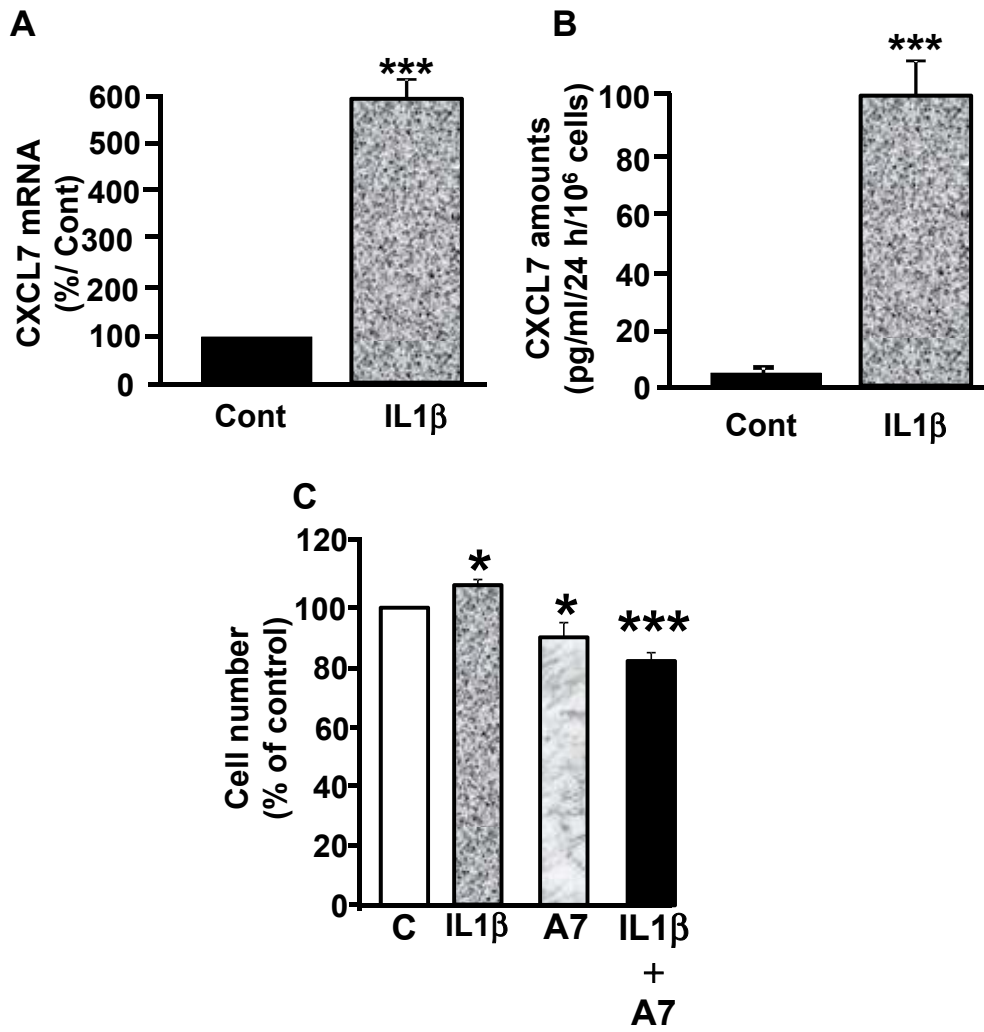 A
CXCL7 mRNA
(%/ Cont)
600
500
400
300
200
100
0
***
Cont
IL1β
B
CXCL7 amounts
(pg/ml/24 h/10⁶ cells)
100
80
60
40
20
0
***
Cont
IL1β
C
Cell number
(% of control)
120
100
80
60
40
20
0
*
*
***
C
IL1β
A7
IL1β
+
A7